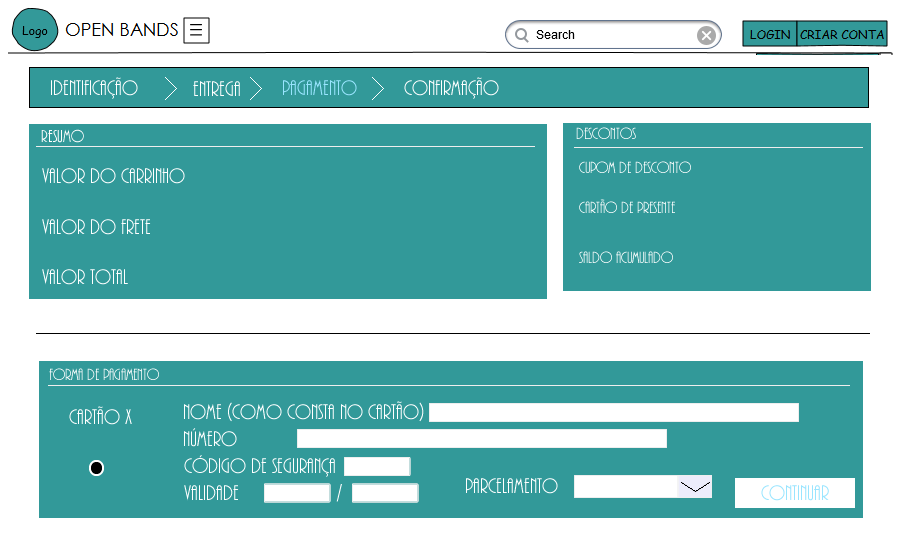 Logo OPEN BANDS Search LOGIN CRIAR CONTA
IDENTIFICAÇÃO ENTREGA PAGAMENTO CONFIRMAÇÃO
RESUMO
VALOR DO CARRINHO
VALOR DO FRETE
VALOR TOTAL
DESCONTOS
CUPOM DE DESCONTO
CARTÃO DE PRESENTE
SALDO ACUMULADO
FORMA DE PAGAMENTO
CARTÃO X
NOME (COMO CONSTA NO CARTÃO)
NÚMERO
CÓDIGO DE SEGURANÇA
VALIDADE /
PARCELAMENTO
CONTINUAR